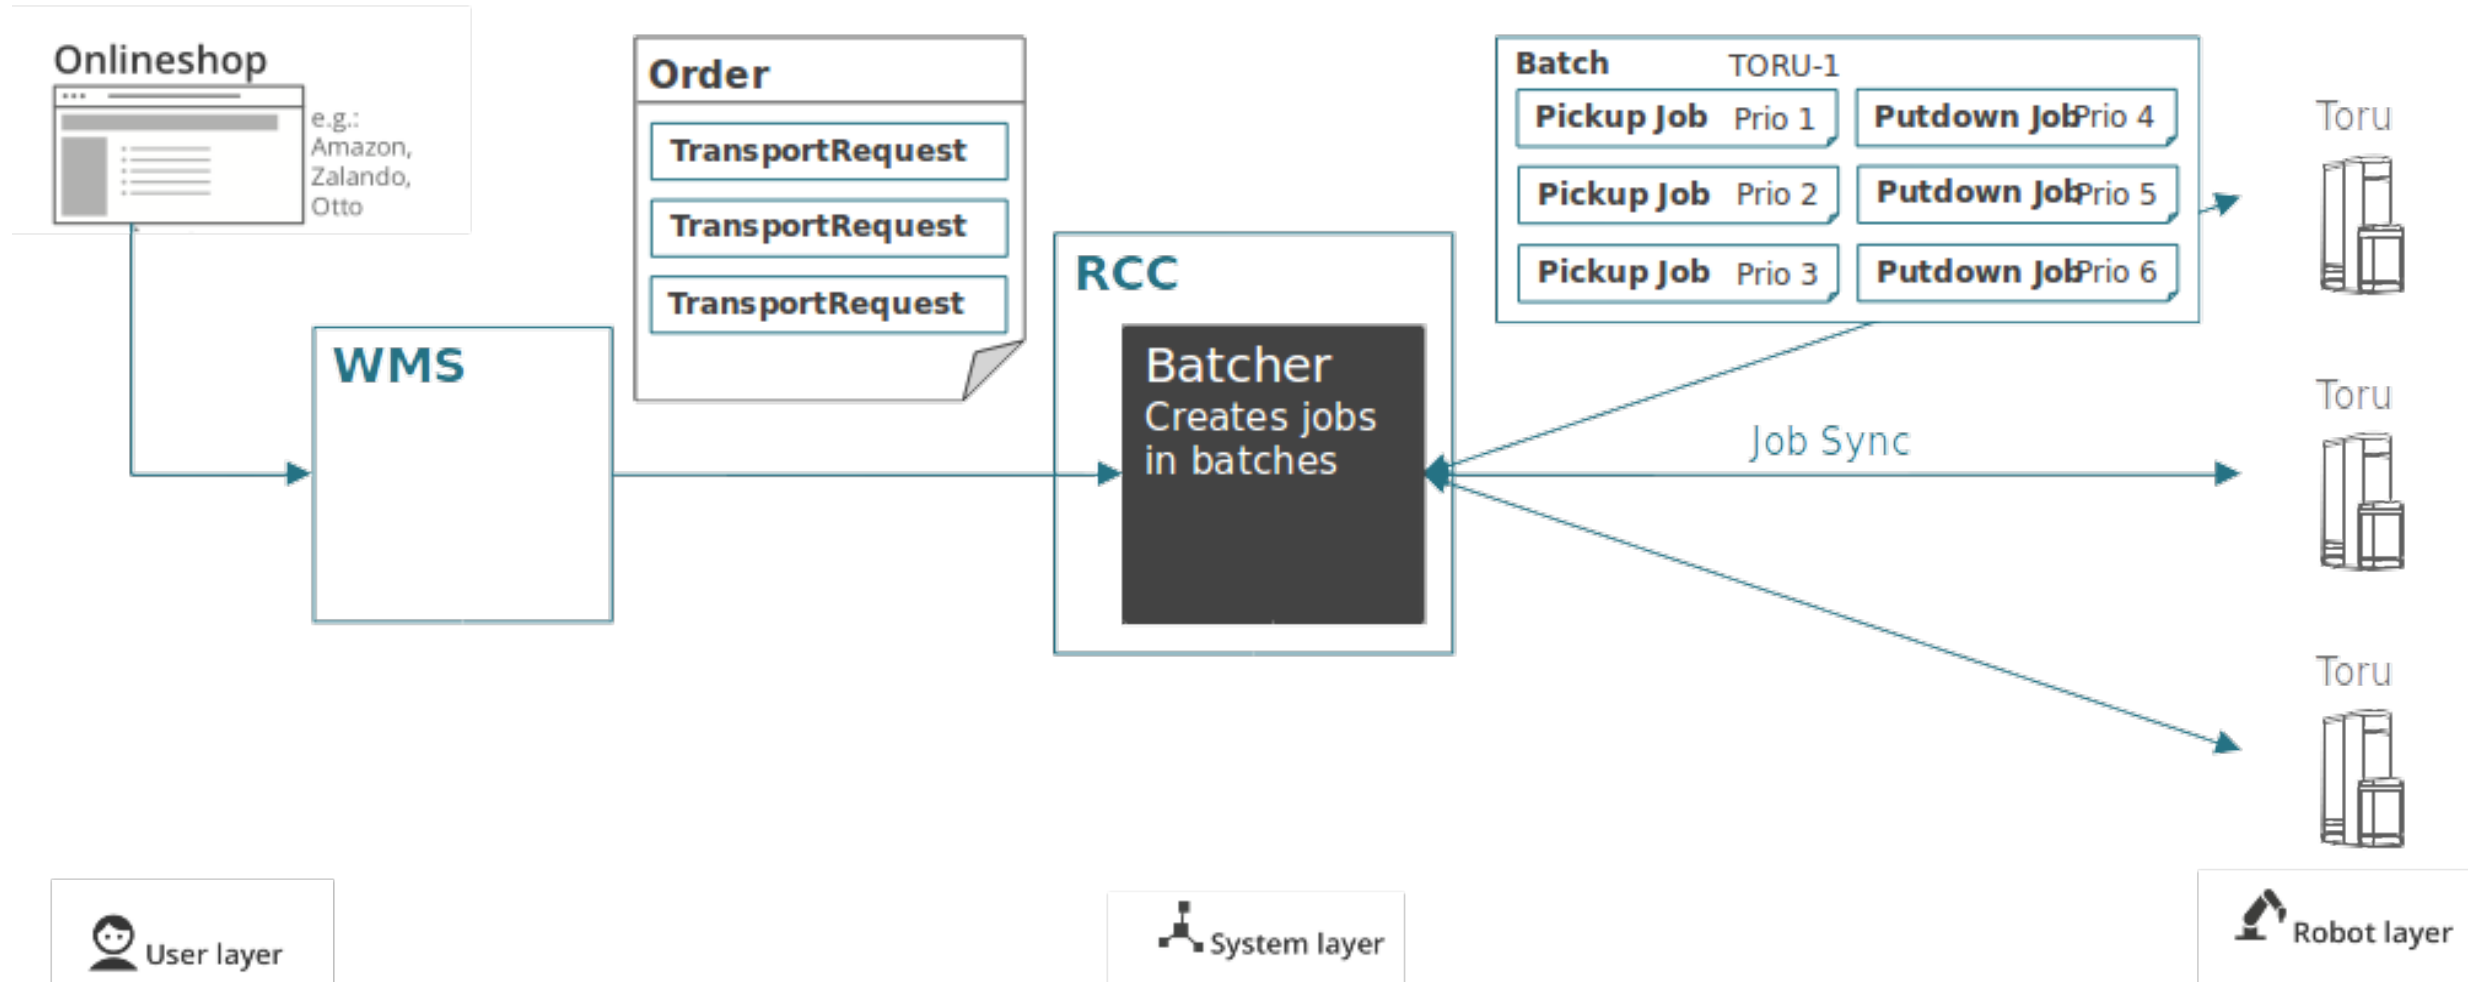 Onlineshop
e.g.:
Amazon,
Zalando,
Otto
WMS
Order
TransportRequest
TransportRequest
TransportRequest
RCC
Batcher
Creates jobs
in batches
Batch TORU-1
Pickup Job Prio 1
Putdown Job Prio 4
Pickup Job Prio 2
Putdown Job Prio 5
Pickup Job Prio 3
Putdown Job Prio 6
Job Sync
Toru
Toru
Toru
User layer
System layer
Robot layer